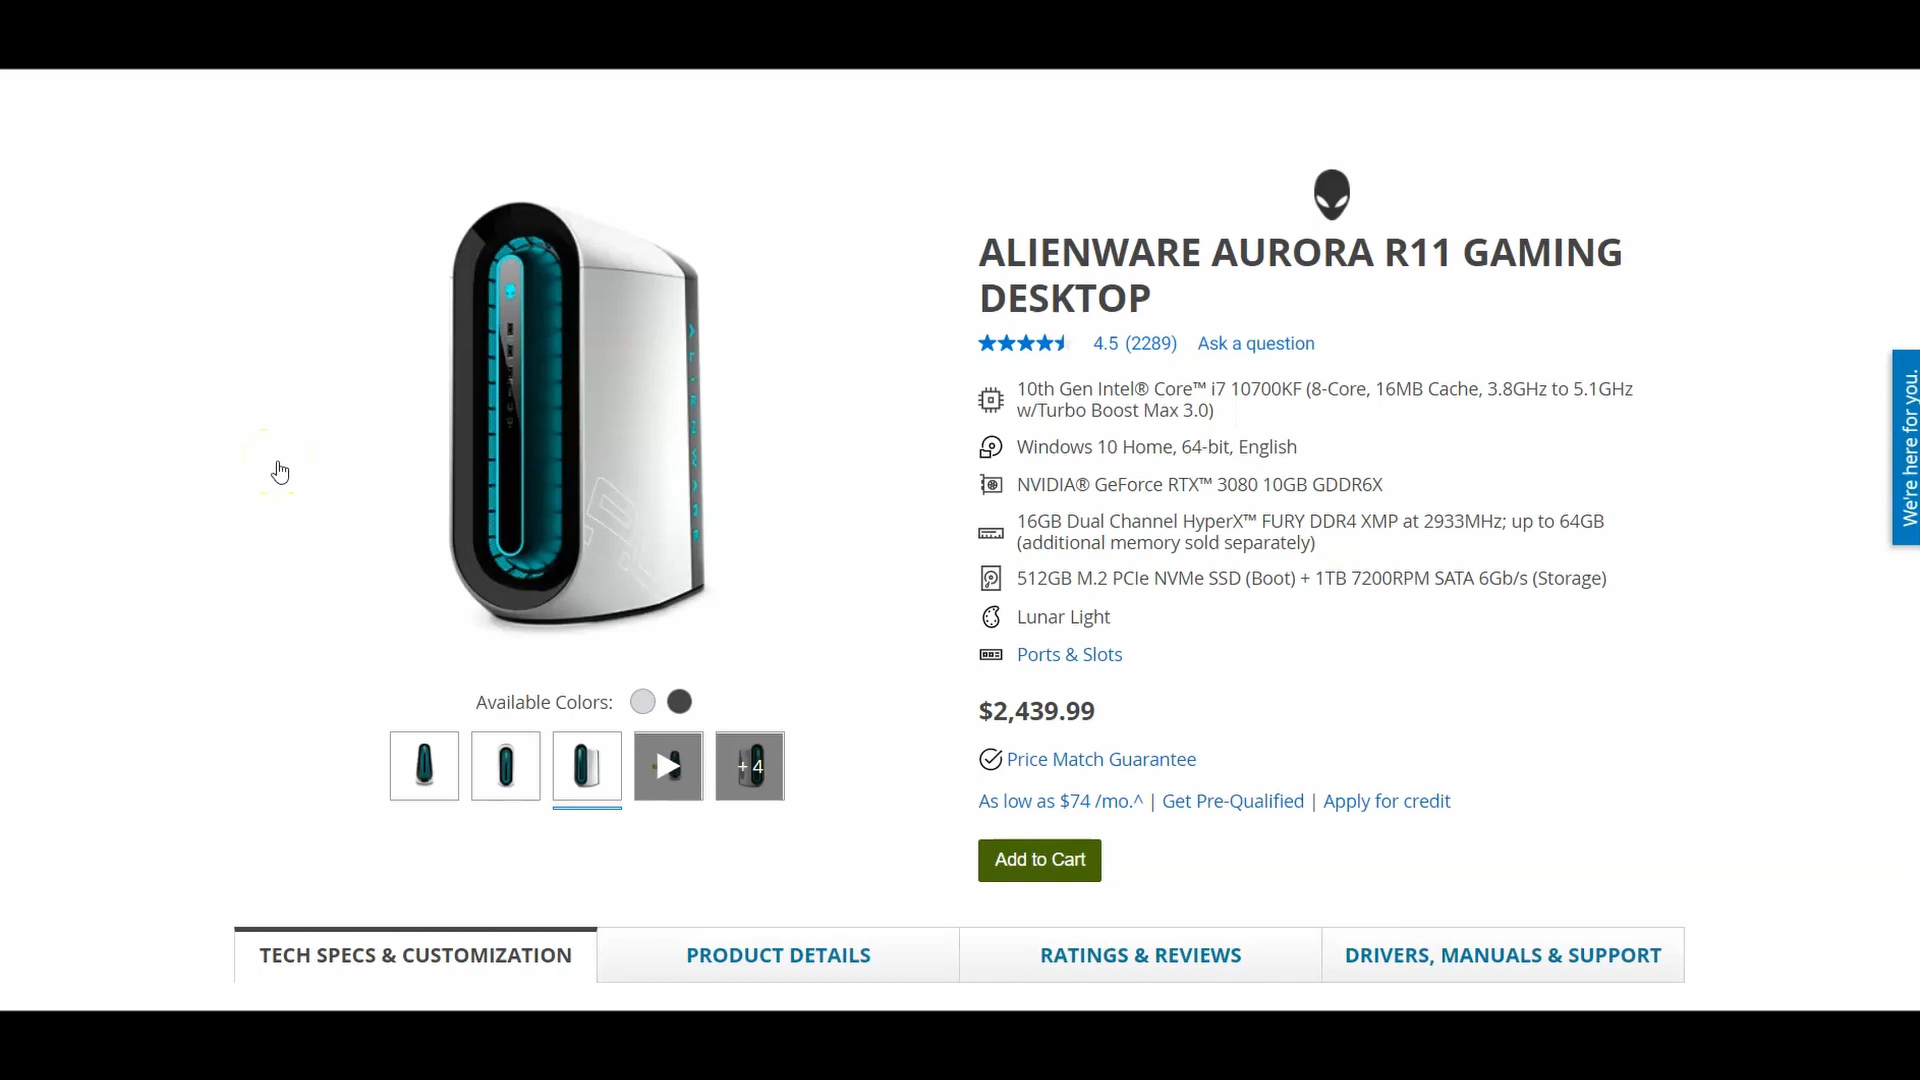 ALIENWARE AURORA R11 GAMING
DESKTOP
4.5 (2289) Ask a question
10th Gen Intel® Core™ i7 10700KF (8-Core, 16MB Cache, 3.8GHz to 5.1GHz
w/Turbo Boost Max 3.0)
Windows 10 Home, 64-bit, English
NVIDIA® GeForce RTX™ 3080 10GB GDDR6X
16GB Dual Channel HyperX™ FURY DDR4 XMP at 2933MHz; up to 64GB
(additional memory sold separately)
512GB M.2 PCIe NVMe SSD (Boot) + 1TB 7200RPM SATA 6Gb/s (Storage)
Lunar Light
Ports & Slots
$2,439.99
Price Match Guarantee
As low as $74 /mo.^ | Get Pre-Qualified | Apply for credit
Add to Cart
Available Colors:
+ 4
TECH SPECS & CUSTOMIZATION
PRODUCT DETAILS
RATINGS & REVIEWS
DRIVERS, MANUALS & SUPPORT
We're here for you.
ALIENWARE